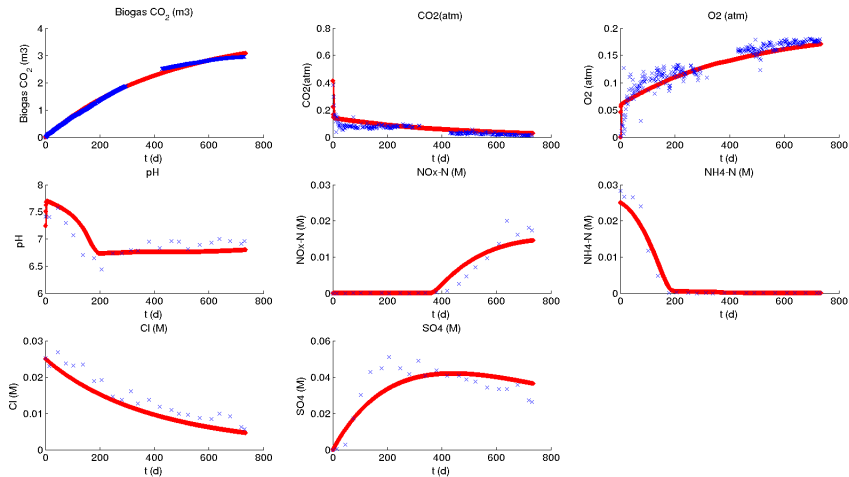 Biogas CO2 (m3)
CO2(atm)
O2 (atm)
Biogas CO2 (m3)
4
3
2
1
0
0 200 400 600 800
t (d)
CO2(atm)
0.8
0.6
0.4
0.2
0
0 200 400 600 800
t (d)
O2 (atm)
0.2
0.15
0.1
0.05
0
0 200 400 600 800
t (d)
pH
NOx-N (M)
NH4-N (M)
pH
8
7.5
7
6.5
6
0 200 400 600 800
t (d)
NOx-N (M)
0.03
0.02
0.01
0
0 200 400 600 800
t (d)
NH4-N (M)
0.03
0.02
0.01
0
0 200 400 600 800
t (d)
Cl (M)
SO4 (M)
Cl (M)
0.03
0.02
0.01
0
0 200 400 600 800
t (d)
SO4 (M)
0.06
0.04
0.02
0
0 200 400 600 800
t (d)